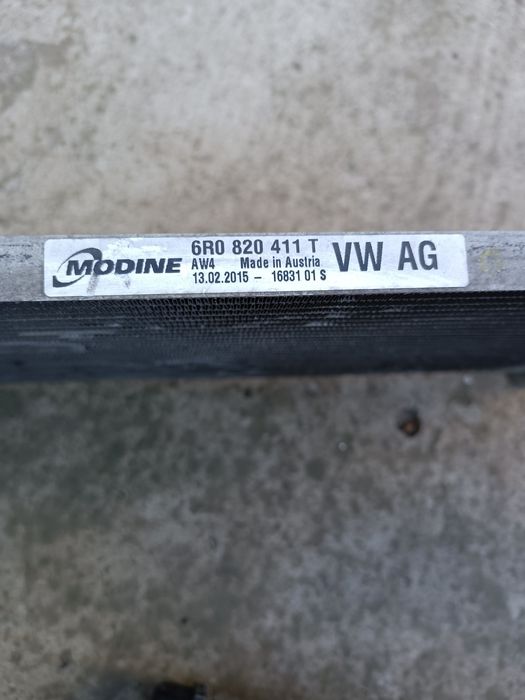 MODINE
6R0 820 411 T
AW4 Made in Austria
13.02.2015 - 16831 01 S
VW AG